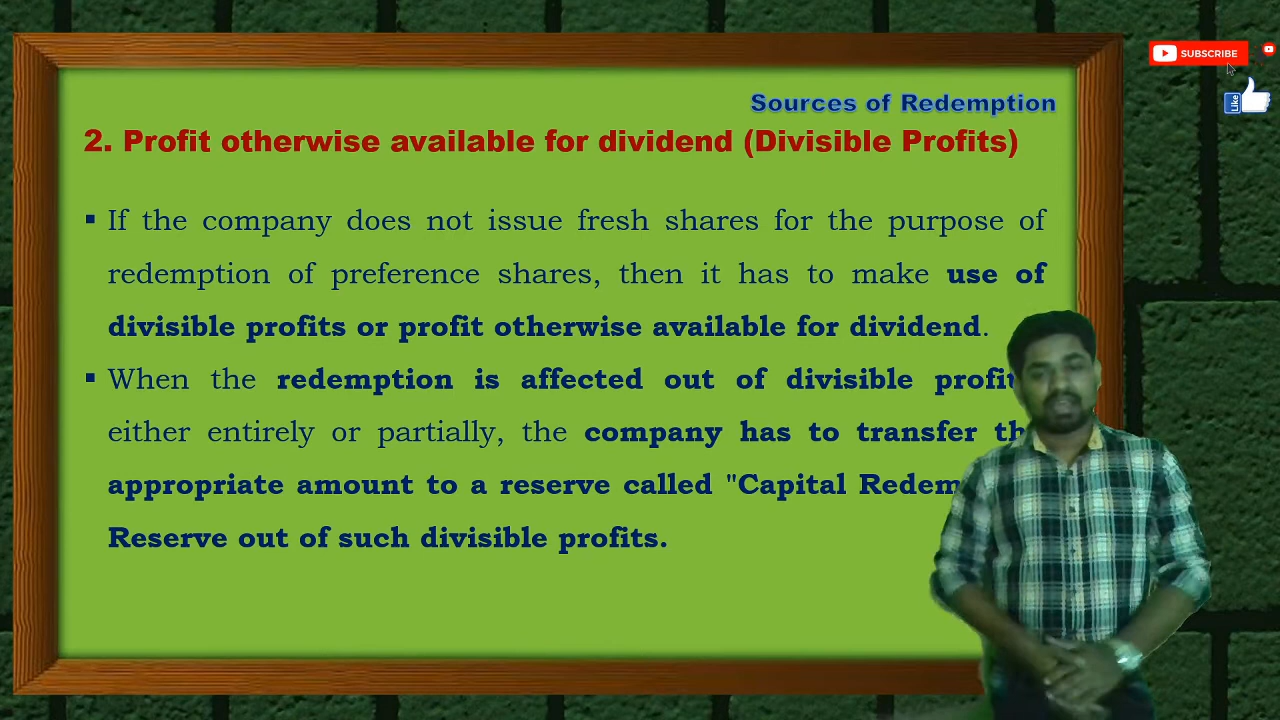 SUBSCRIBE
Like
Sources of Redemption
2. Profit otherwise available for dividend (Divisible Profits)
▪ If the company does not issue fresh shares for the purpose of
redemption of preference shares, then it has to make use of
divisible profits or profit otherwise available for dividend.
▪ When the redemption is affected out of divisible
either entirely or partially, the company has to transfer
appropriate amount to a reserve called "Capital
Reserve out of such divisible profits.